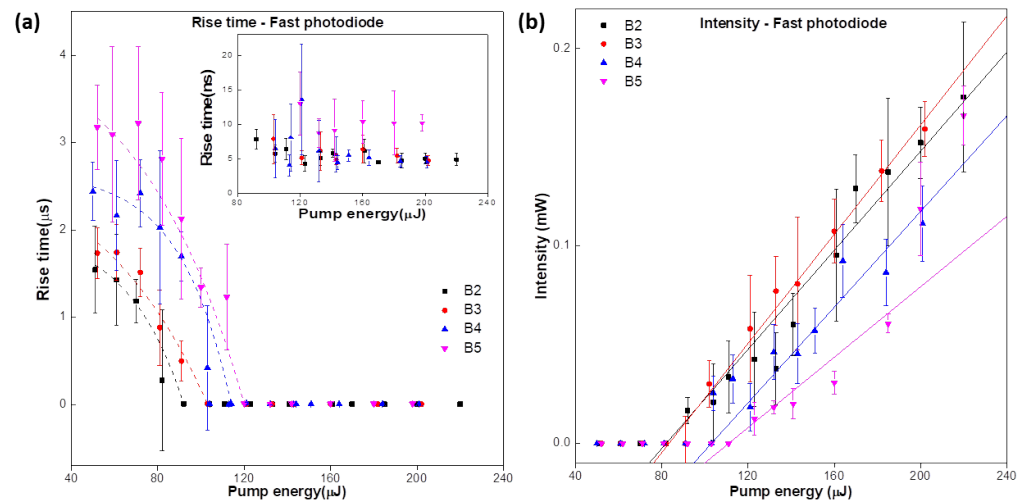 (a)
Rise time - Fast photodiode
Rise time(μs)
4
3
2
1
0
40
80
120
160
200
240
Pump energy(μJ)
B2
B3
B4
B5
Rise time(ns)
25
20
15
10
5
0
80
120
160
200
240
Pump energy(μJ)
(b)
Intensity - Fast photodiode
B2
B3
B4
B5
Intensity (mW)
0.2
0.1
0.0
40
80
120
160
200
240
Pump energy(μJ)